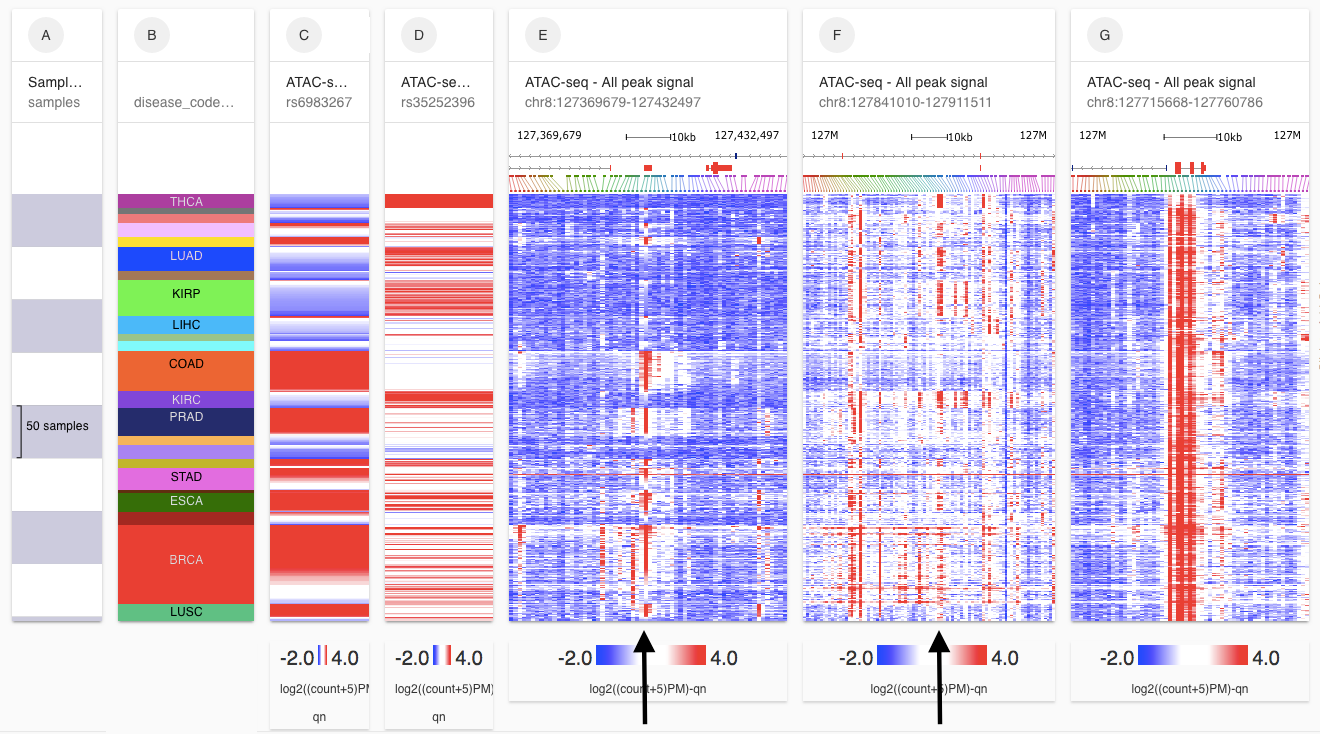 A
B
C
D
E
F
G
Sampl...
samples
disease_code...
ATAC-s...
rs6983267
ATAC-se...
rs35252396
ATAC-seq - All peak signal
chr8:127369679-127432497
ATAC-seq - All peak signal
chr8:127841010-127911511
ATAC-seq - All peak signal
chr8:127715668-127760786
127,369,679
10kb
127,432,497
127M
10kb
127M
127M
10kb
127M
THCA
LUAD
KIRP
LIHC
COAD
KIRC
PRAD
50 samples
STAD
ESCA
BRCA
LUSC
-2.0 4.0
log2((count+5)PM
qn
-2.0 4.0
log2((count+5)PM)
qn
-2.0 4.0
log2((count+5)PM)-qn
-2.0 4.0
log2((count+5)PM)-qn
-2.0 4.0
log2((count+5)PM)-qn